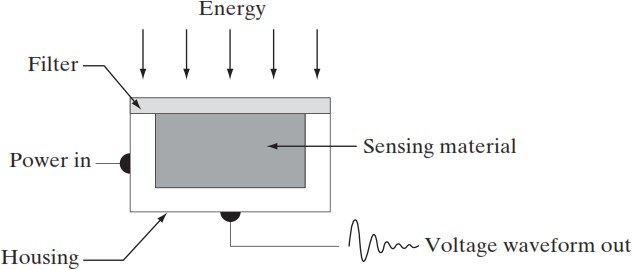 Energy
Filter
Sensing material
Power in
Housing
Voltage waveform out